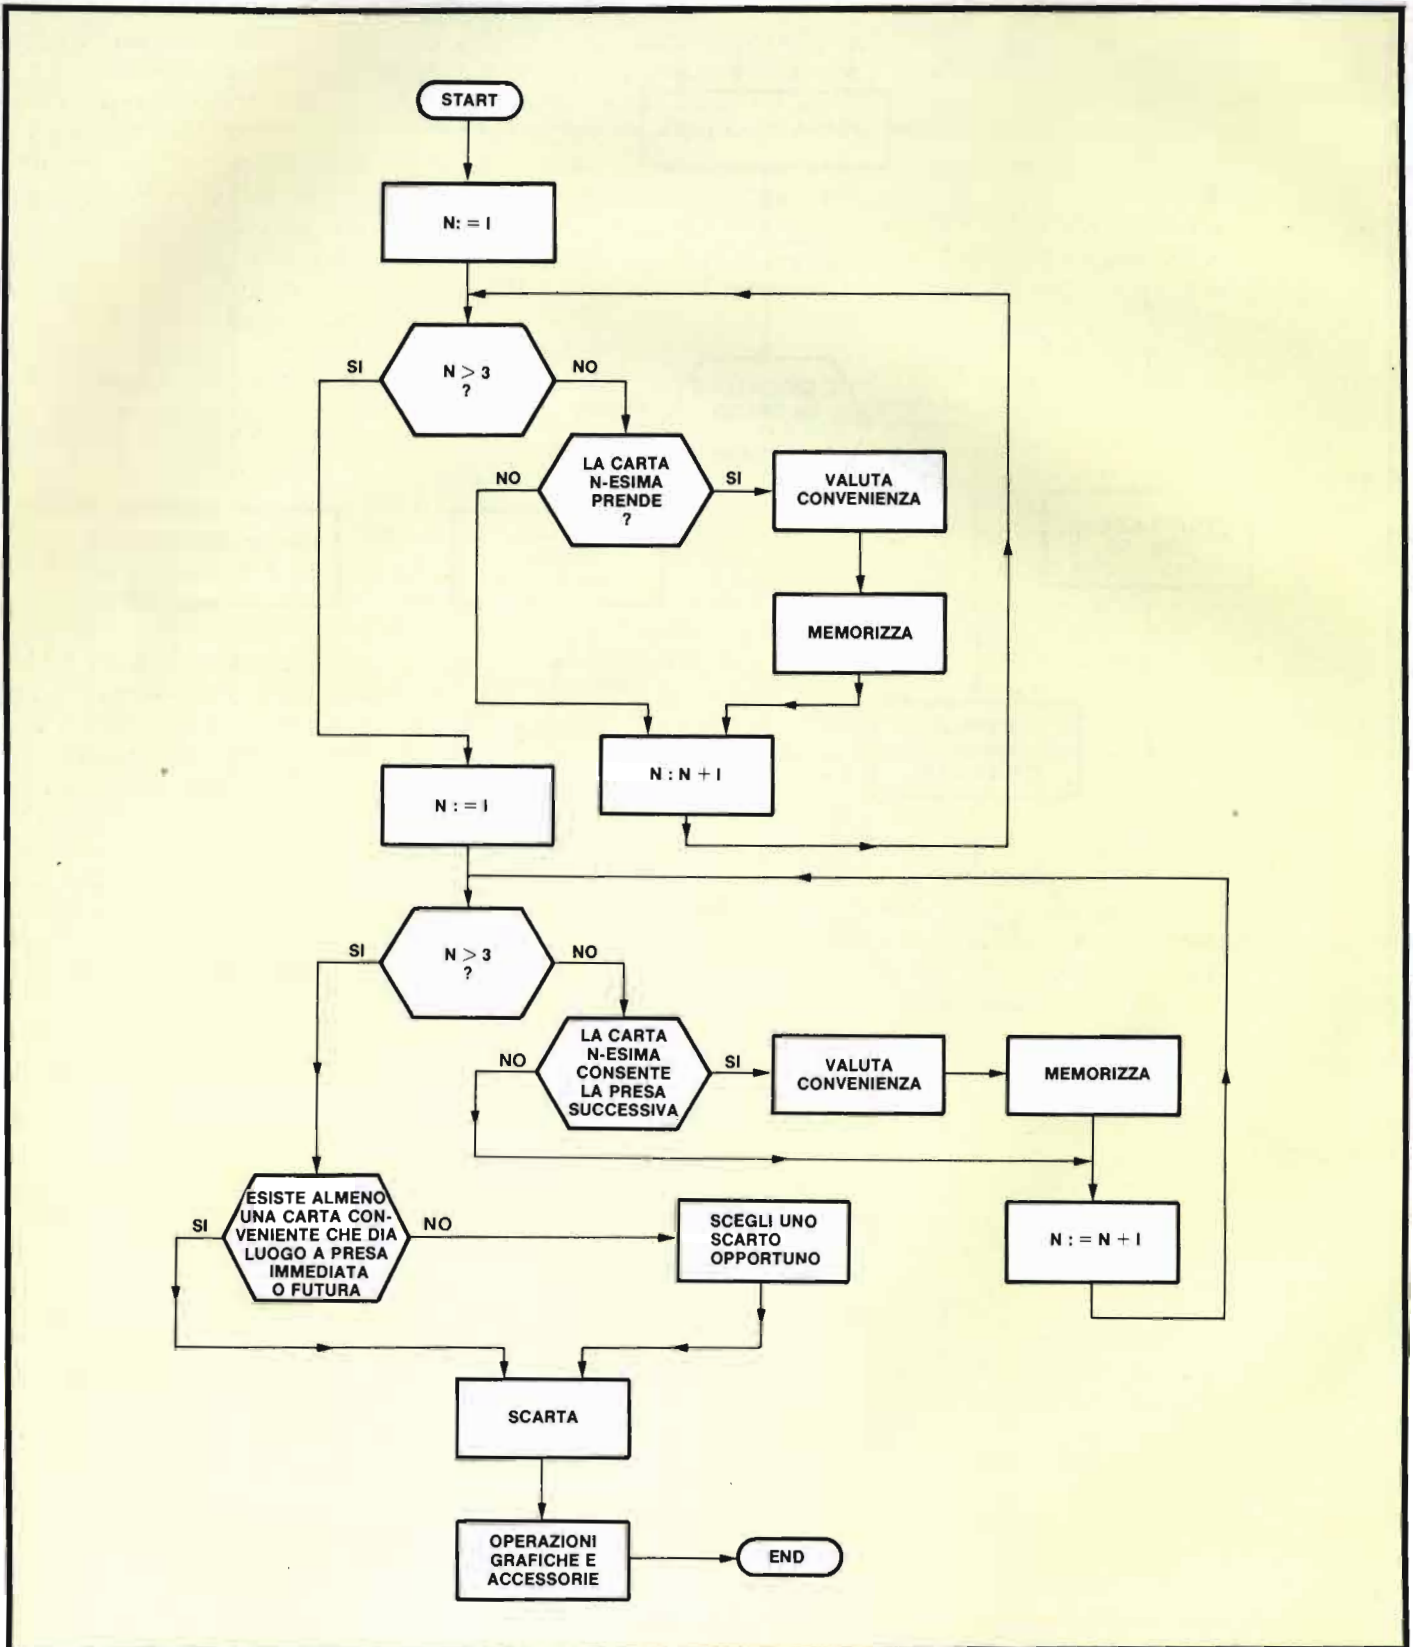 START
N: = I
N > 3
?
SI
NO
LA CARTA
N-ESIMA
PRENDE
?
NO
SI
VALUTA
CONVENIENZA
MEMORIZZA
N : N + I
N : = I
N > 3
?
SI
NO
LA CARTA
N-ESIMA
CONSENTE
LA PRESA
SUCCESSIVA
NO
SI
VALUTA
CONVENIENZA
MEMORIZZA
N : = N + I
ESISTE ALMENO
UNA CARTA CON-
VENIENTE CHE DIA
LUOGO A PRESA
IMMEDIATA
O FUTURA
SI
NO
SCEGLI UNO
SCARTO
OPPORTUNO
SCARTA
OPERAZIONI
GRAFICHE E
ACCESSORIE
END